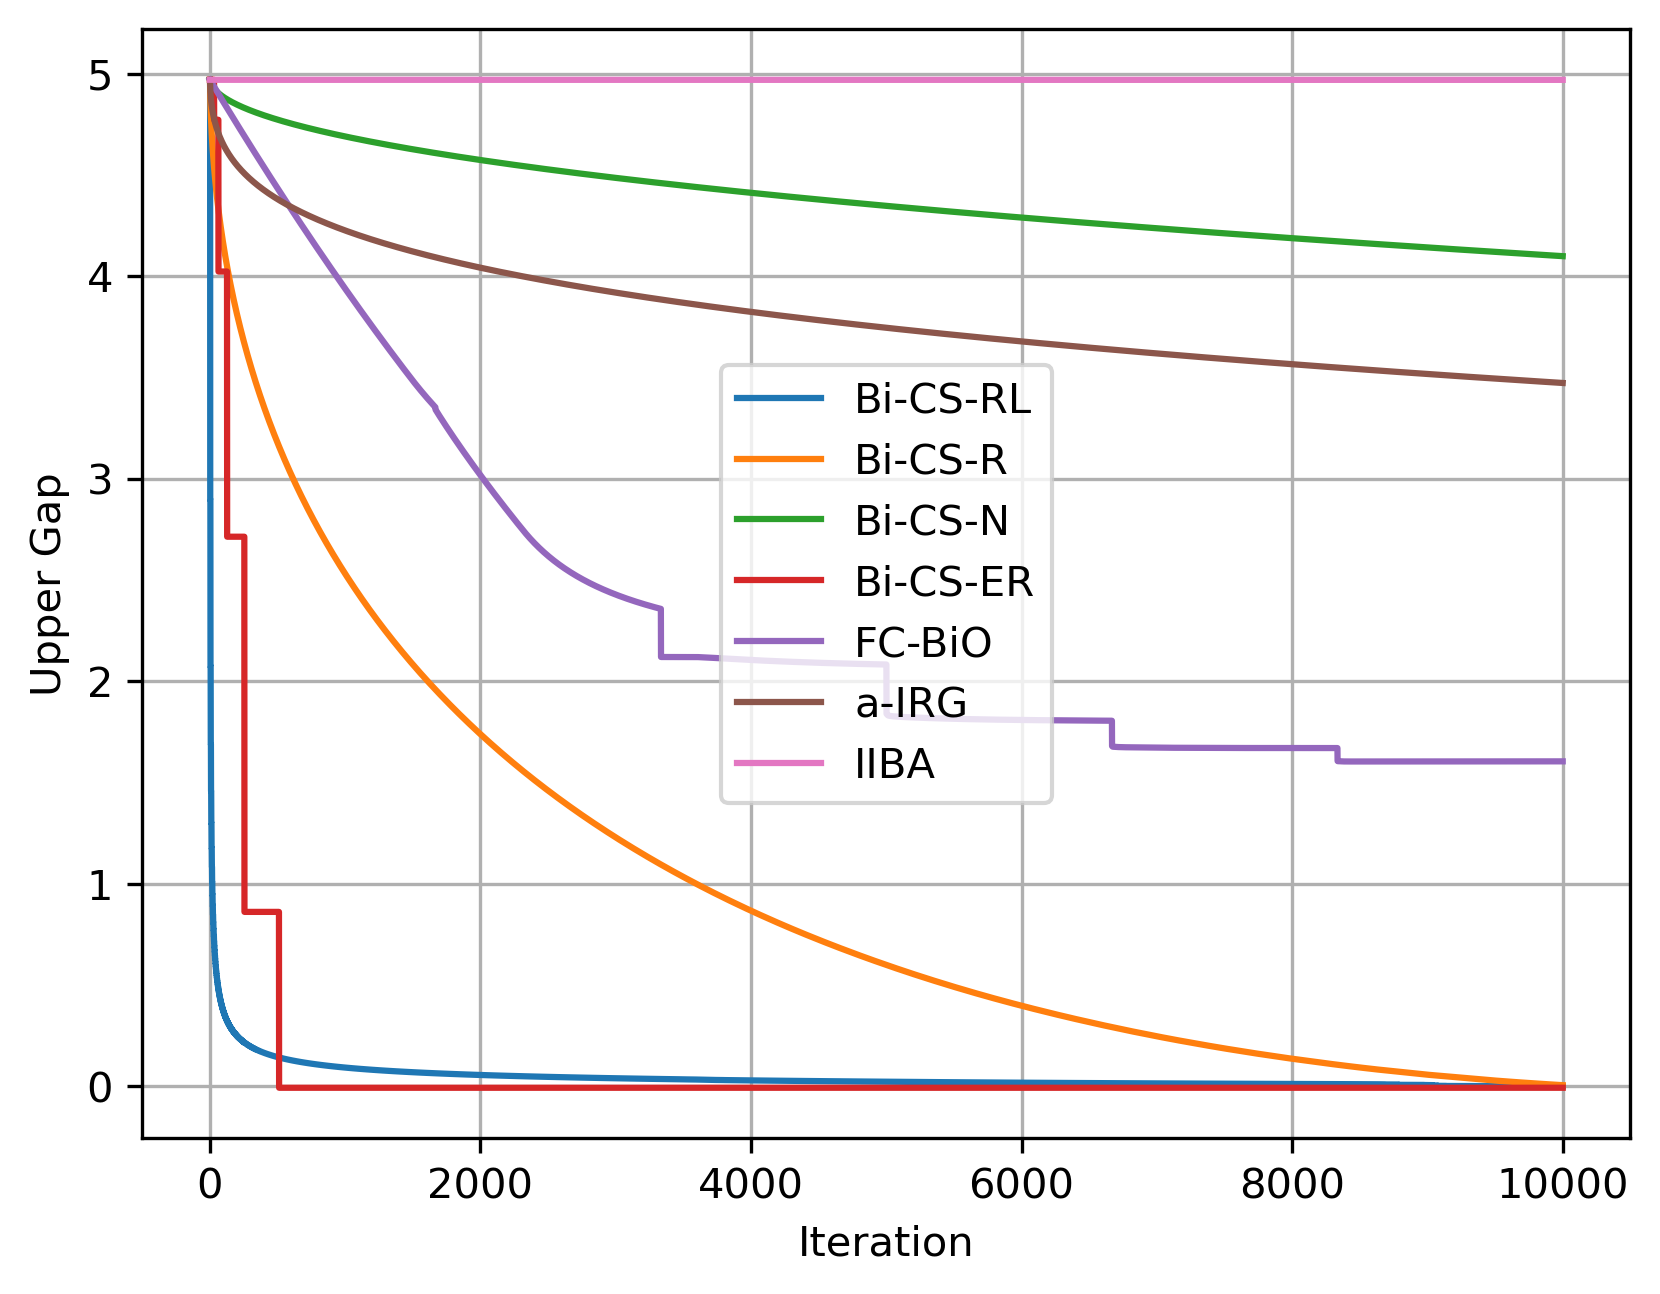 5
4
3
2
1
0
Upper Gap
Bi-CS-RL
Bi-CS-R
Bi-CS-N
Bi-CS-ER
FC-BiO
a-IRG
IIBA
0 2000 4000 6000 8000 10000
Iteration